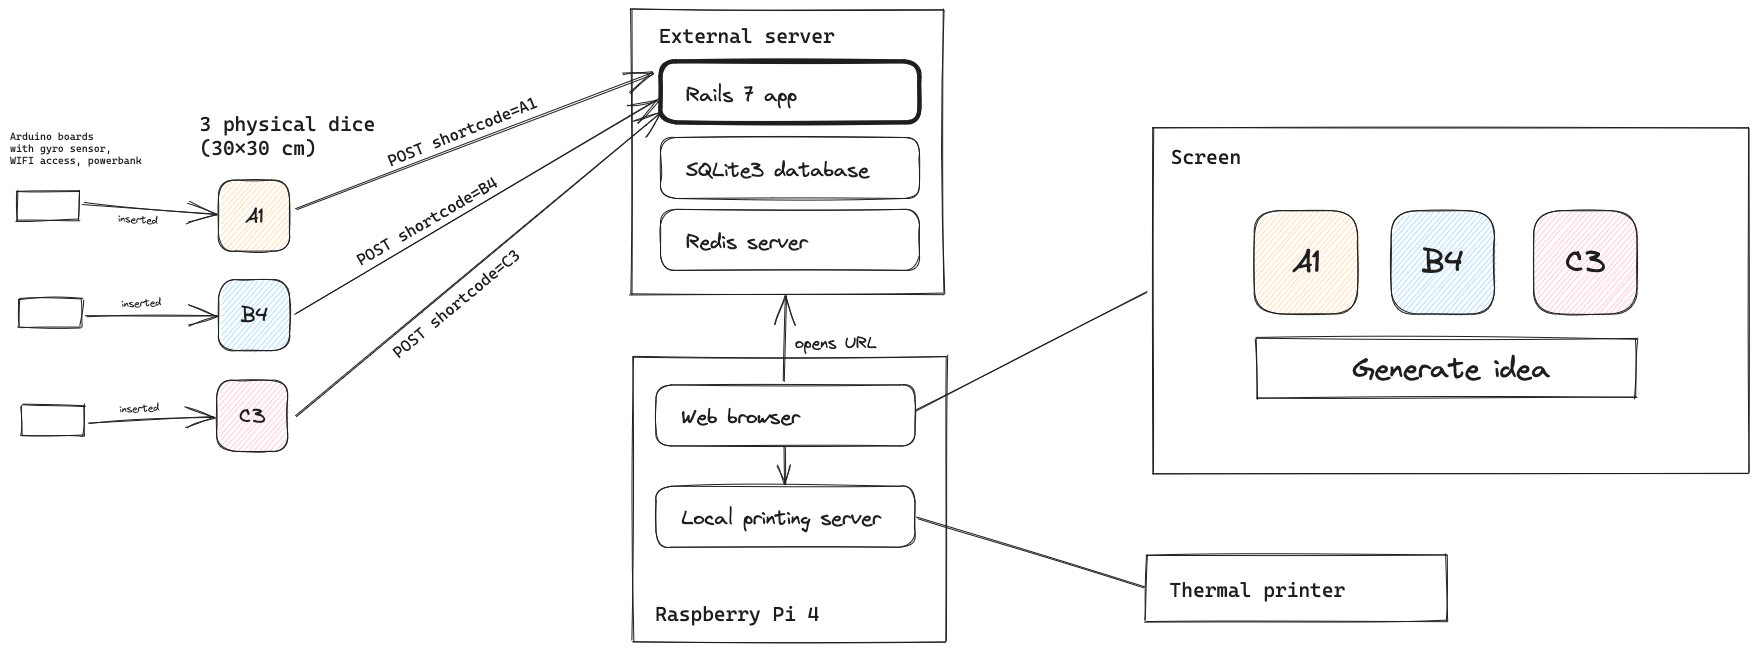 Arduino boards
with gyro sensor,
WIFI access, powerbank
3 physical dice
(30×30 cm)
inserted
A1
inserted
B4
inserted
C3
POST shortcode=A1
POST shortcode=B4
POST shortcode=C3
External server
Rails 7 app
SQLite3 database
Redis server
opens URL
Web browser
Local printing server
Raspberry Pi 4
Screen
A1 B4 C3
Generate idea
Thermal printer